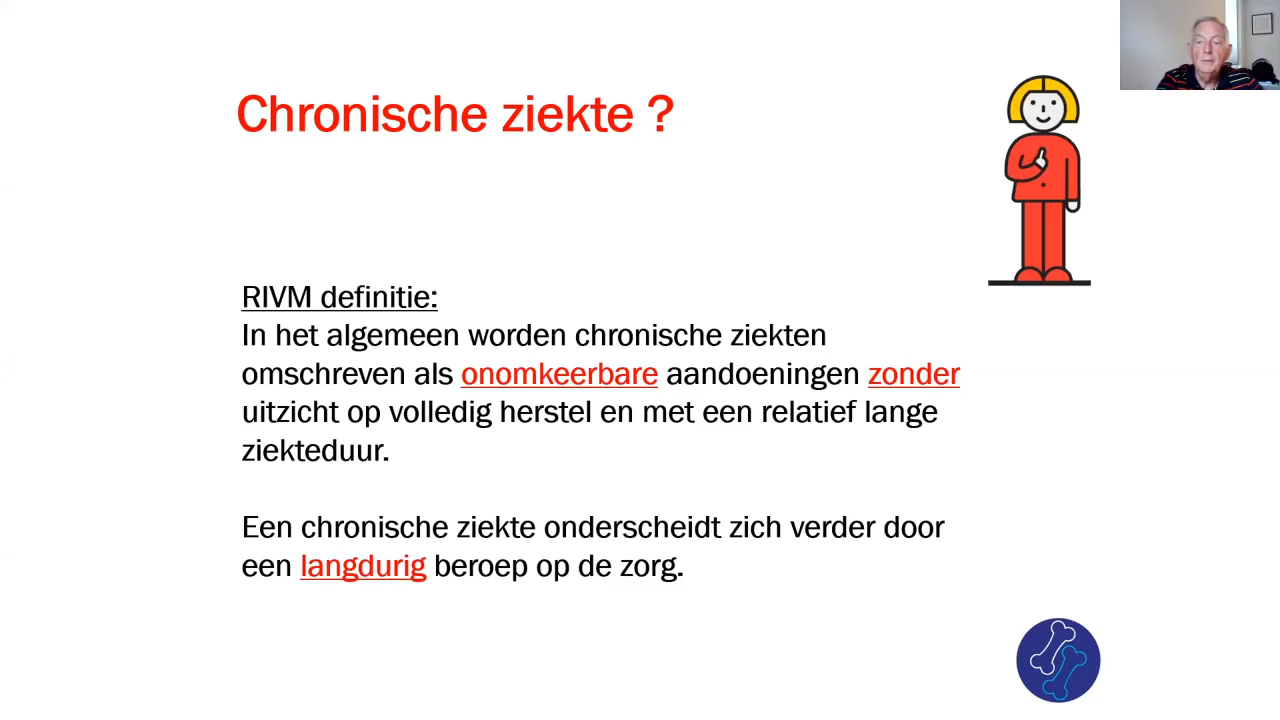 Chronische ziekte ?
RIVM definitie:
In het algemeen worden chronische ziekten
omschreven als onomkeerbare aandoeningen zonder
uitzicht op volledig herstel en met een relatief lange
ziekteduur.
Een chronische ziekte onderscheidt zich verder door
een langdurig beroep op de zorg.